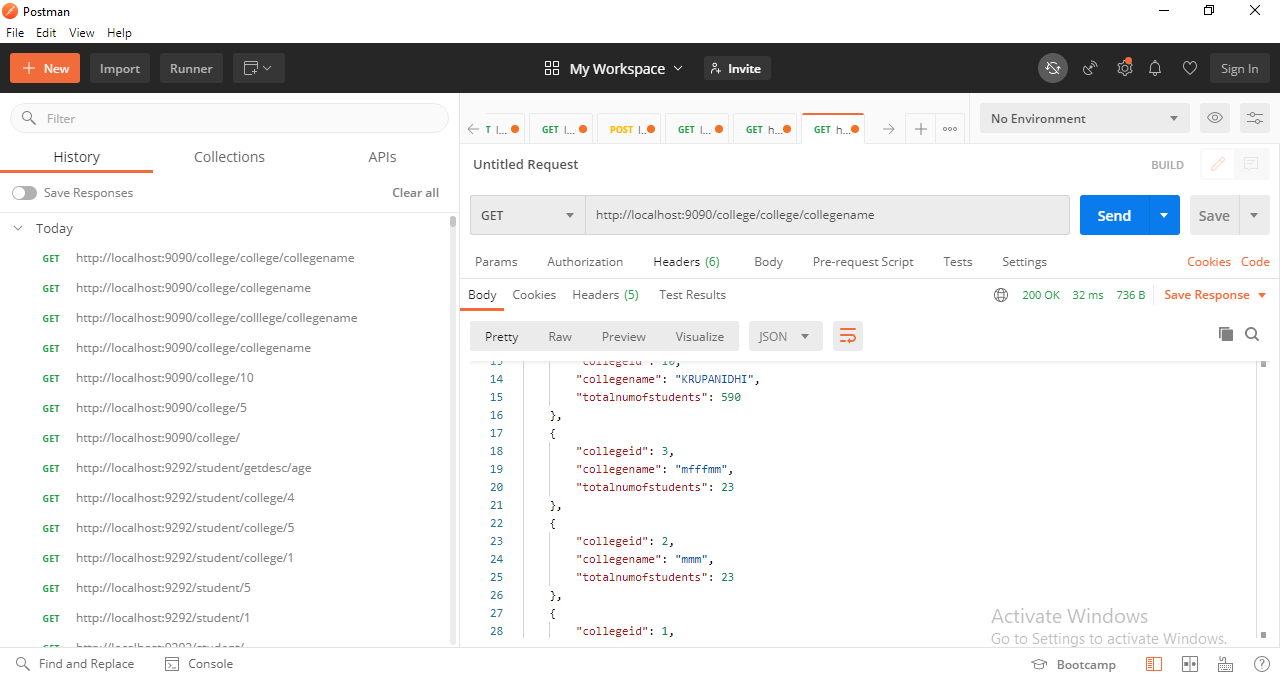 Postman
File Edit View Help
New Import Runner My Workspace Invite Sign In
Filter
History Collections APIs
Save Responses Clear all
Today
GET http://localhost:9090/college/college/collegename
GET http://localhost:9090/college/collegename
GET http://localhost:9090/college/colllege/collegename
GET http://localhost:9090/college/collegename
GET http://localhost:9090/college/10
GET http://localhost:9090/college/5
GET http://localhost:9090/college/
GET http://localhost:9292/student/getdesc/age
GET http://localhost:9292/student/college/4
GET http://localhost:9292/student/college/5
GET http://localhost:9292/student/college/1
GET http://localhost:9292/student/5
GET http://localhost:9292/student/1
GET http://localhost:9292/student/
T l... GET l... POST l... GET l... GET h... GET h... No Environment
Untitled Request BUILD
GET http://localhost:9090/college/college/collegename Send Save
Params Authorization Headers (6) Body Pre-request Script Tests Settings Cookies Code
Body Cookies Headers (5) Test Results 200 OK 32 ms 736 B Save Response
Pretty Raw Preview Visualize JSON
13 "collegeid": 10,
14 "collegename": "KRUPANIDHI",
15 "totalnumofstudents": 590
16 },
17 {
18 "collegeid": 3,
19 "collegename": "mfffmm",
20 "totalnumofstudents": 23
21 },
22 {
23 "collegeid": 2,
24 "collegename": "mmm",
25 "totalnumofstudents": 23
26 },
27 {
28 "collegeid": 1,
Activate Windows
Go to Settings to activate Windows.
Find and Replace Console Bootcamp